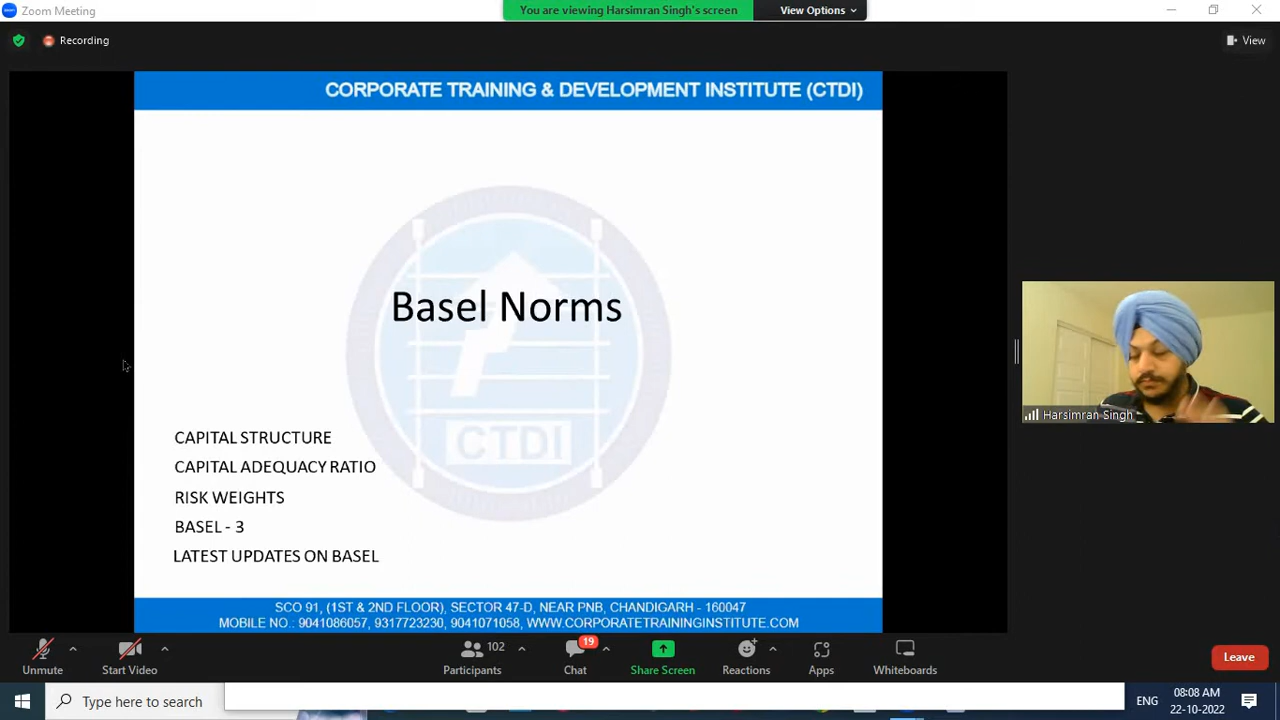 Zoom Meeting
You are viewing Harsimran Singh's screen
View Options
Recording
View
CORPORATE TRAINING & DEVELOPMENT INSTITUTE (CTDI)
Basel Norms
CTDI
CAPITAL STRUCTURE
CAPITAL ADEQUACY RATIO
RISK WEIGHTS
BASEL - 3
LATEST UPDATES ON BASEL
SCO 91, (1ST & 2ND FLOOR), SECTOR 47-D, NEAR PNB, CHANDIGARH - 160047
MOBILE NO.: 9041086057, 9317723230, 9041071058, WWW.CORPORATETRAININGINSTITUTE.COM
Harsimran Singh
Unmute
Start Video
102
Participants
19
Chat
Share Screen
Reactions
Apps
Whiteboards
Leave
Type here to search
ENG
08:08 AM
22-10-2022